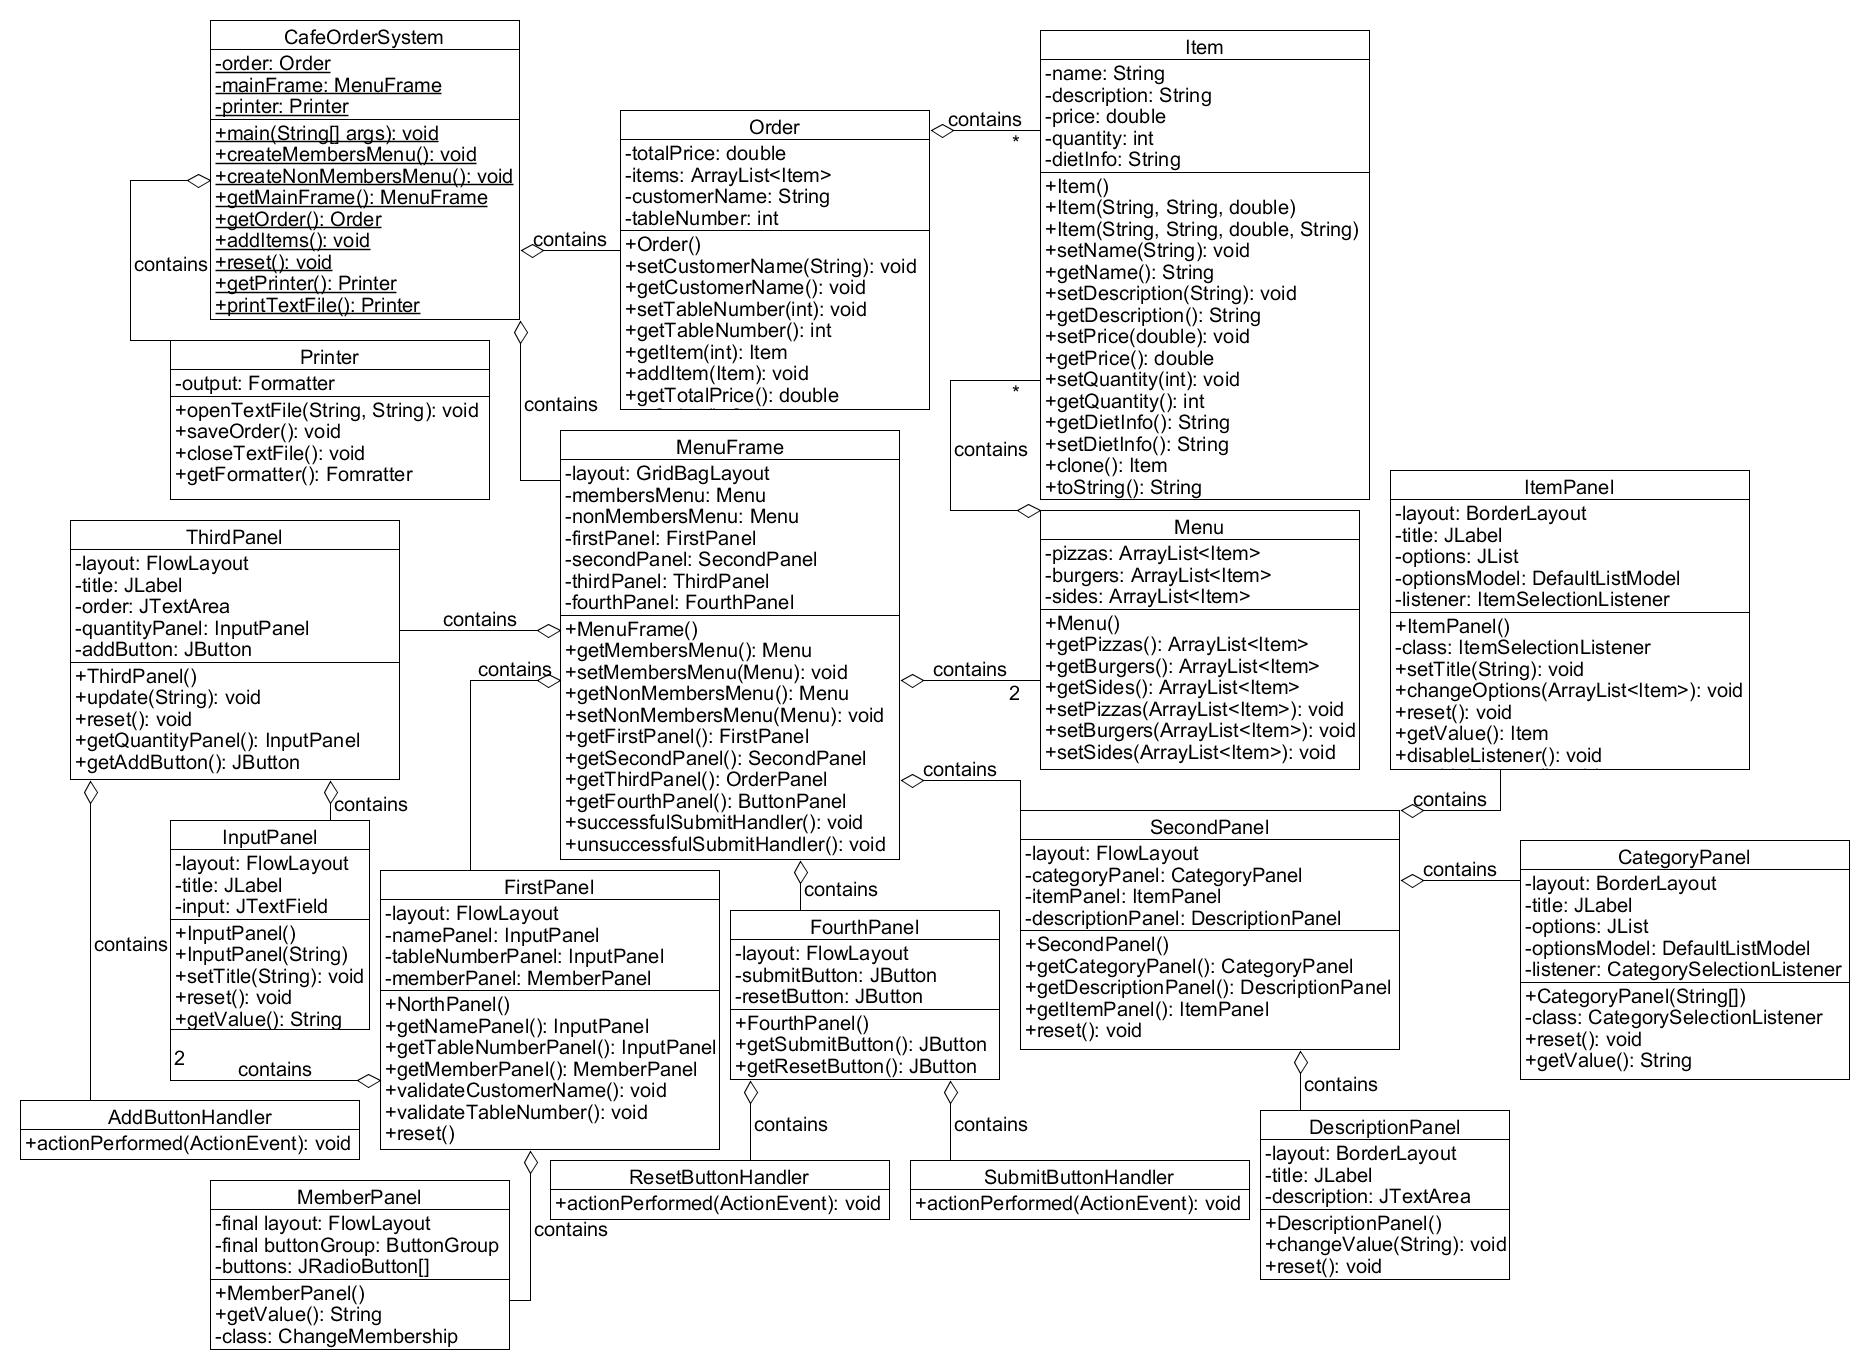 CafeOrderSystem
-order: Order
-mainFrame: MenuFrame
-printer: Printer
+main(String[] args): void
+createMembersMenu(): void
+createNonMembersMenu(): void
+getMainFrame(): MenuFrame
+getOrder(): Order
+addItems(): void
+reset(): void
+getPrinter(): Printer
+printTextFile(): Printer
contains
contains
contains
Order
-totalPrice: double
-items: ArrayList<Item>
-customerName: String
-tableNumber: int
+Order()
+setCustomerName(String): void
+getCustomerName(): void
+setTableNumber(int): void
+getTableNumber(): int
+getItem(int): Item
+addItem(Item): void
+getTotalPrice(): double
contains
*
Item
-name: String
-description: String
-price: double
-quantity: int
-dietInfo: String
+Item()
+Item(String, String, double)
+Item(String, String, double, String)
+setName(String): void
+getName(): String
+setDescription(String): void
+getDescription(): String
+setPrice(double): void
+getPrice(): double
+setQuantity(int): void
+getQuantity(): int
+getDietInfo(): String
+setDietInfo(): String
+clone(): Item
+toString(): String
*
contains
Printer
-output: Formatter
+openTextFile(String, String): void
+saveOrder(): void
+closeTextFile(): void
+getFormatter(): Fomratter
MenuFrame
-layout: GridBagLayout
-membersMenu: Menu
-nonMembersMenu: Menu
-firstPanel: FirstPanel
-secondPanel: SecondPanel
-thirdPanel: ThirdPanel
-fourthPanel: FourthPanel
+MenuFrame()
+getMembersMenu(): Menu
+setMembersMenu(Menu): void
+getNonMembersMenu(): Menu
+setNonMembersMenu(Menu): void
+getFirstPanel(): FirstPanel
+getSecondPanel(): SecondPanel
+getThirdPanel(): OrderPanel
+getFourthPanel(): ButtonPanel
+successfulSubmitHandler(): void
+unsuccessfulSubmitHandler(): void
contains
contains
contains
2
contains
contains
Menu
-pizzas: ArrayList<Item>
-burgers: ArrayList<Item>
-sides: ArrayList<Item>
+Menu()
+getPizzas(): ArrayList<Item>
+getBurgers(): ArrayList<Item>
+getSides(): ArrayList<Item>
+setPizzas(ArrayList<Item>): void
+setBurgers(ArrayList<Item>): void
+setSides(ArrayList<Item>): void
ItemPanel
-layout: BorderLayout
-title: JLabel
-options: JList
-optionsModel: DefaultListModel
-listener: ItemSelectionListener
+ItemPanel()
-class: ItemSelectionListener
+setTitle(String): void
+changeOptions(ArrayList<Item>): void
+reset(): void
+getValue(): Item
+disableListener(): void
ThirdPanel
-layout: FlowLayout
-title: JLabel
-order: JTextArea
-quantityPanel: InputPanel
-addButton: JButton
+ThirdPanel()
+update(String): void
+reset(): void
+getQuantityPanel(): InputPanel
+getAddButton(): JButton
contains
contains
InputPanel
-layout: FlowLayout
-title: JLabel
-input: JTextField
+InputPanel()
+InputPanel(String)
+setTitle(String): void
+reset(): void
+getValue(): String
2
contains
FirstPanel
-layout: FlowLayout
-namePanel: InputPanel
-tableNumberPanel: InputPanel
-memberPanel: MemberPanel
+NorthPanel()
+getNamePanel(): InputPanel
+getTableNumberPanel(): InputPanel
+getMemberPanel(): MemberPanel
+validateCustomerName(): void
+validateTableNumber(): void
+reset()
contains
FourthPanel
-layout: FlowLayout
-submitButton: JButton
-resetButton: JButton
+FourthPanel()
+getSubmitButton(): JButton
+getResetButton(): JButton
contains
contains
SecondPanel
-layout: FlowLayout
-categoryPanel: CategoryPanel
-itemPanel: ItemPanel
-descriptionPanel: DescriptionPanel
+SecondPanel()
+getCategoryPanel(): CategoryPanel
+getDescriptionPanel(): DescriptionPanel
+getItemPanel(): ItemPanel
+reset(): void
contains
contains
contains
CategoryPanel
-layout: BorderLayout
-title: JLabel
-options: JList
-optionsModel: DefaultListModel
-listener: CategorySelectionListener
+CategoryPanel(String[])
-class: CategorySelectionListener
+reset(): void
+getValue(): String
AddButtonHandler
+actionPerformed(ActionEvent): void
MemberPanel
-final layout: FlowLayout
-final buttonGroup: ButtonGroup
-buttons: JRadioButton[]
+MemberPanel()
+getValue(): String
-class: ChangeMembership
ResetButtonHandler
+actionPerformed(ActionEvent): void
SubmitButtonHandler
+actionPerformed(ActionEvent): void
DescriptionPanel
-layout: BorderLayout
-title: JLabel
-description: JTextArea
+DescriptionPanel()
+changeValue(String): void
+reset(): void